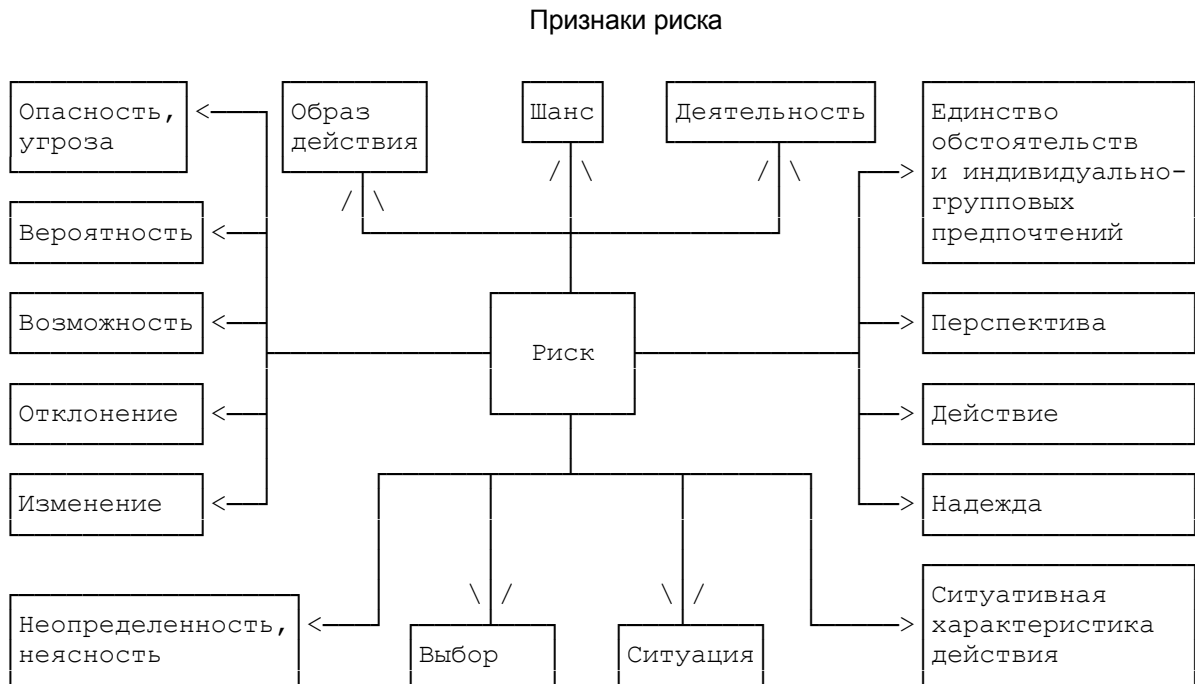 Признаки риска
Опасность,
угроза
Образ
действия
Шанс
Деятельность
Единство
обстоятельств
и индивидуально-
групповых
предпочтений
Вероятность
Возможность
Риск
Перспектива
Отклонение
Действие
Изменение
Надежда
Неопределенность,
неясность
Выбор
Ситуация
Ситуативная
характеристика
действия